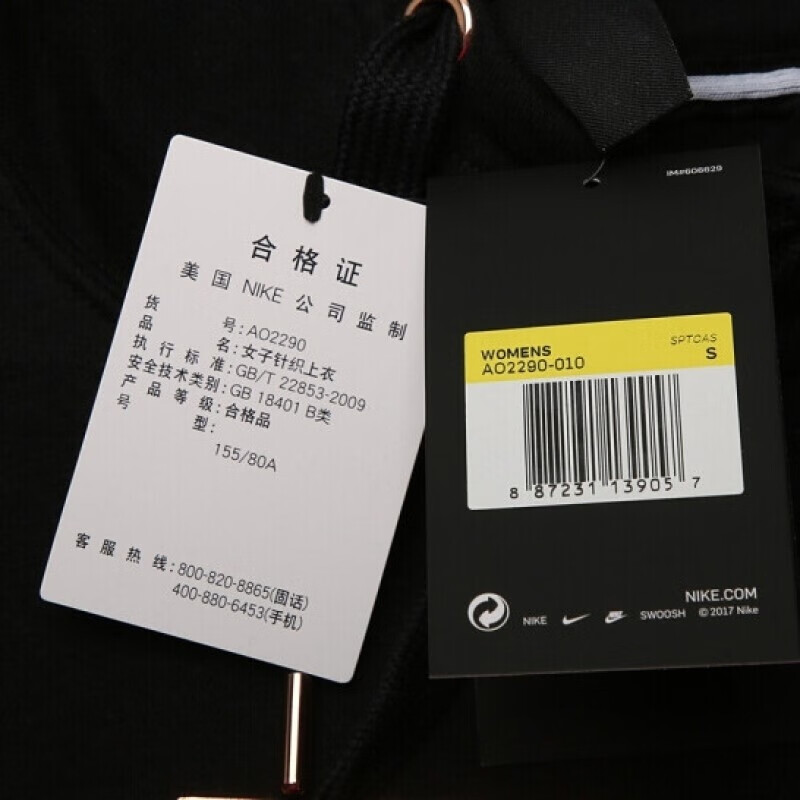 合格证
美国 NIKE 公司监制
货 号:AO2290
品 名:女子针织上衣
执行标准:GB/T 22853-2009
安全技术类别:GB 18401 B类
产品等级:合格品
号 型:
155/80A
客服热线:800-820-8865(固话)
400-880-6453(手机)
IM#606829
WOMENS
AO2290-010
SPTCAS
S
8 87231 13905 7
NIKE SWOOSH
NIKE.COM
© 2017 Nike